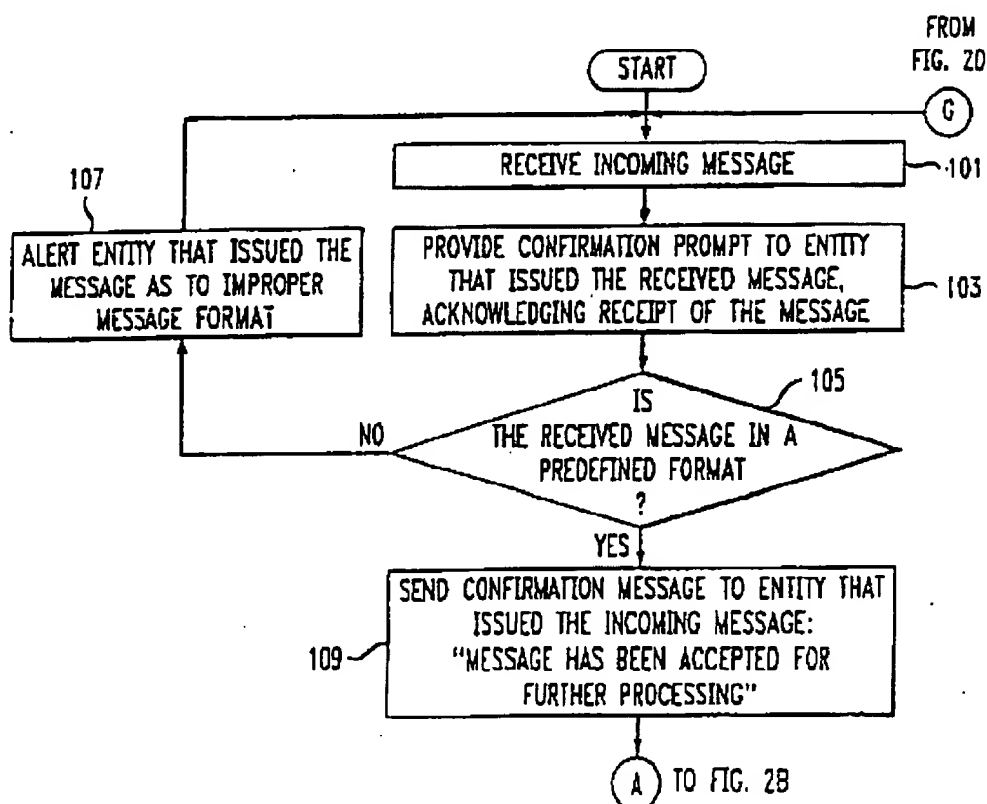 FROM
FIG. 2D
START
G
RECEIVE INCOMING MESSAGE
101
107
ALERT ENTITY THAT ISSUED THE
MESSAGE AS TO IMPROPER
MESSAGE FORMAT
PROVIDE CONFIRMATION PROMPT TO ENTITY
THAT ISSUED THE RECEIVED MESSAGE,
ACKNOWLEDGING RECEIPT OF THE MESSAGE
103
105
IS
THE RECEIVED MESSAGE IN A
PREDEFINED FORMAT
?
NO
YES
SEND CONFIRMATION MESSAGE TO ENTITY THAT
ISSUED THE INCOMING MESSAGE:
"MESSAGE HAS BEEN ACCEPTED FOR
FURTHER PROCESSING"
109
A
TO FIG. 2B